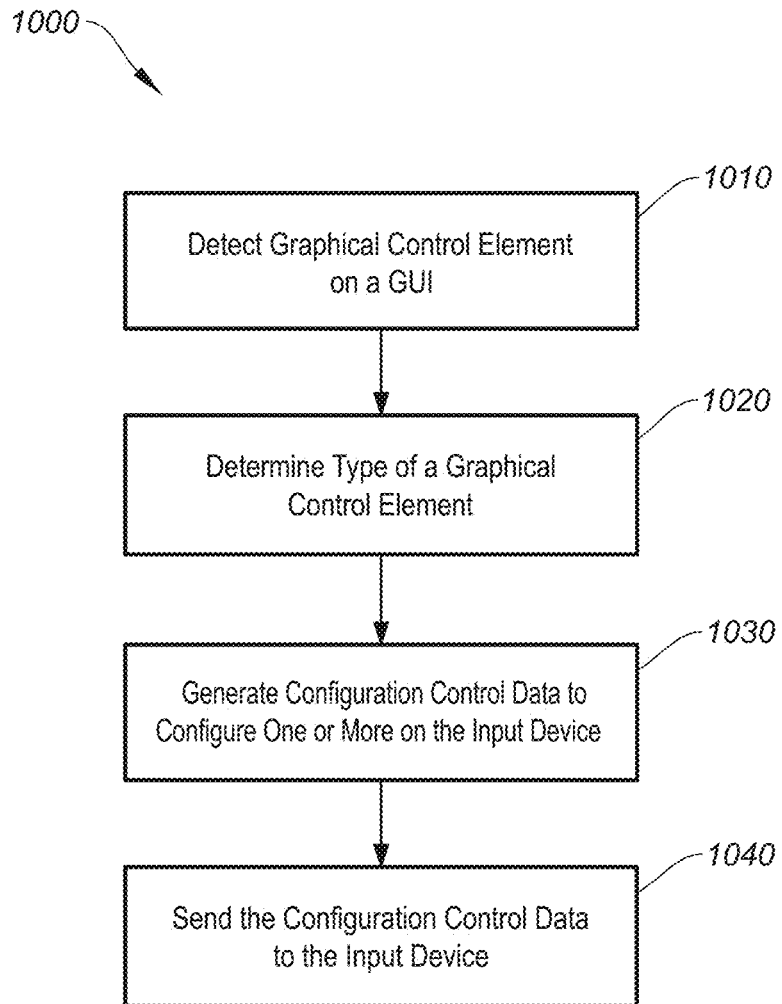 1000
1010
Detect Graphical Control Element
on a GUI
1020
Determine Type of a Graphical
Control Element
1030
Generate Configuration Control Data to
Configure One or More on the Input Device
1040
Send the Configuration Control Data
to the Input Device